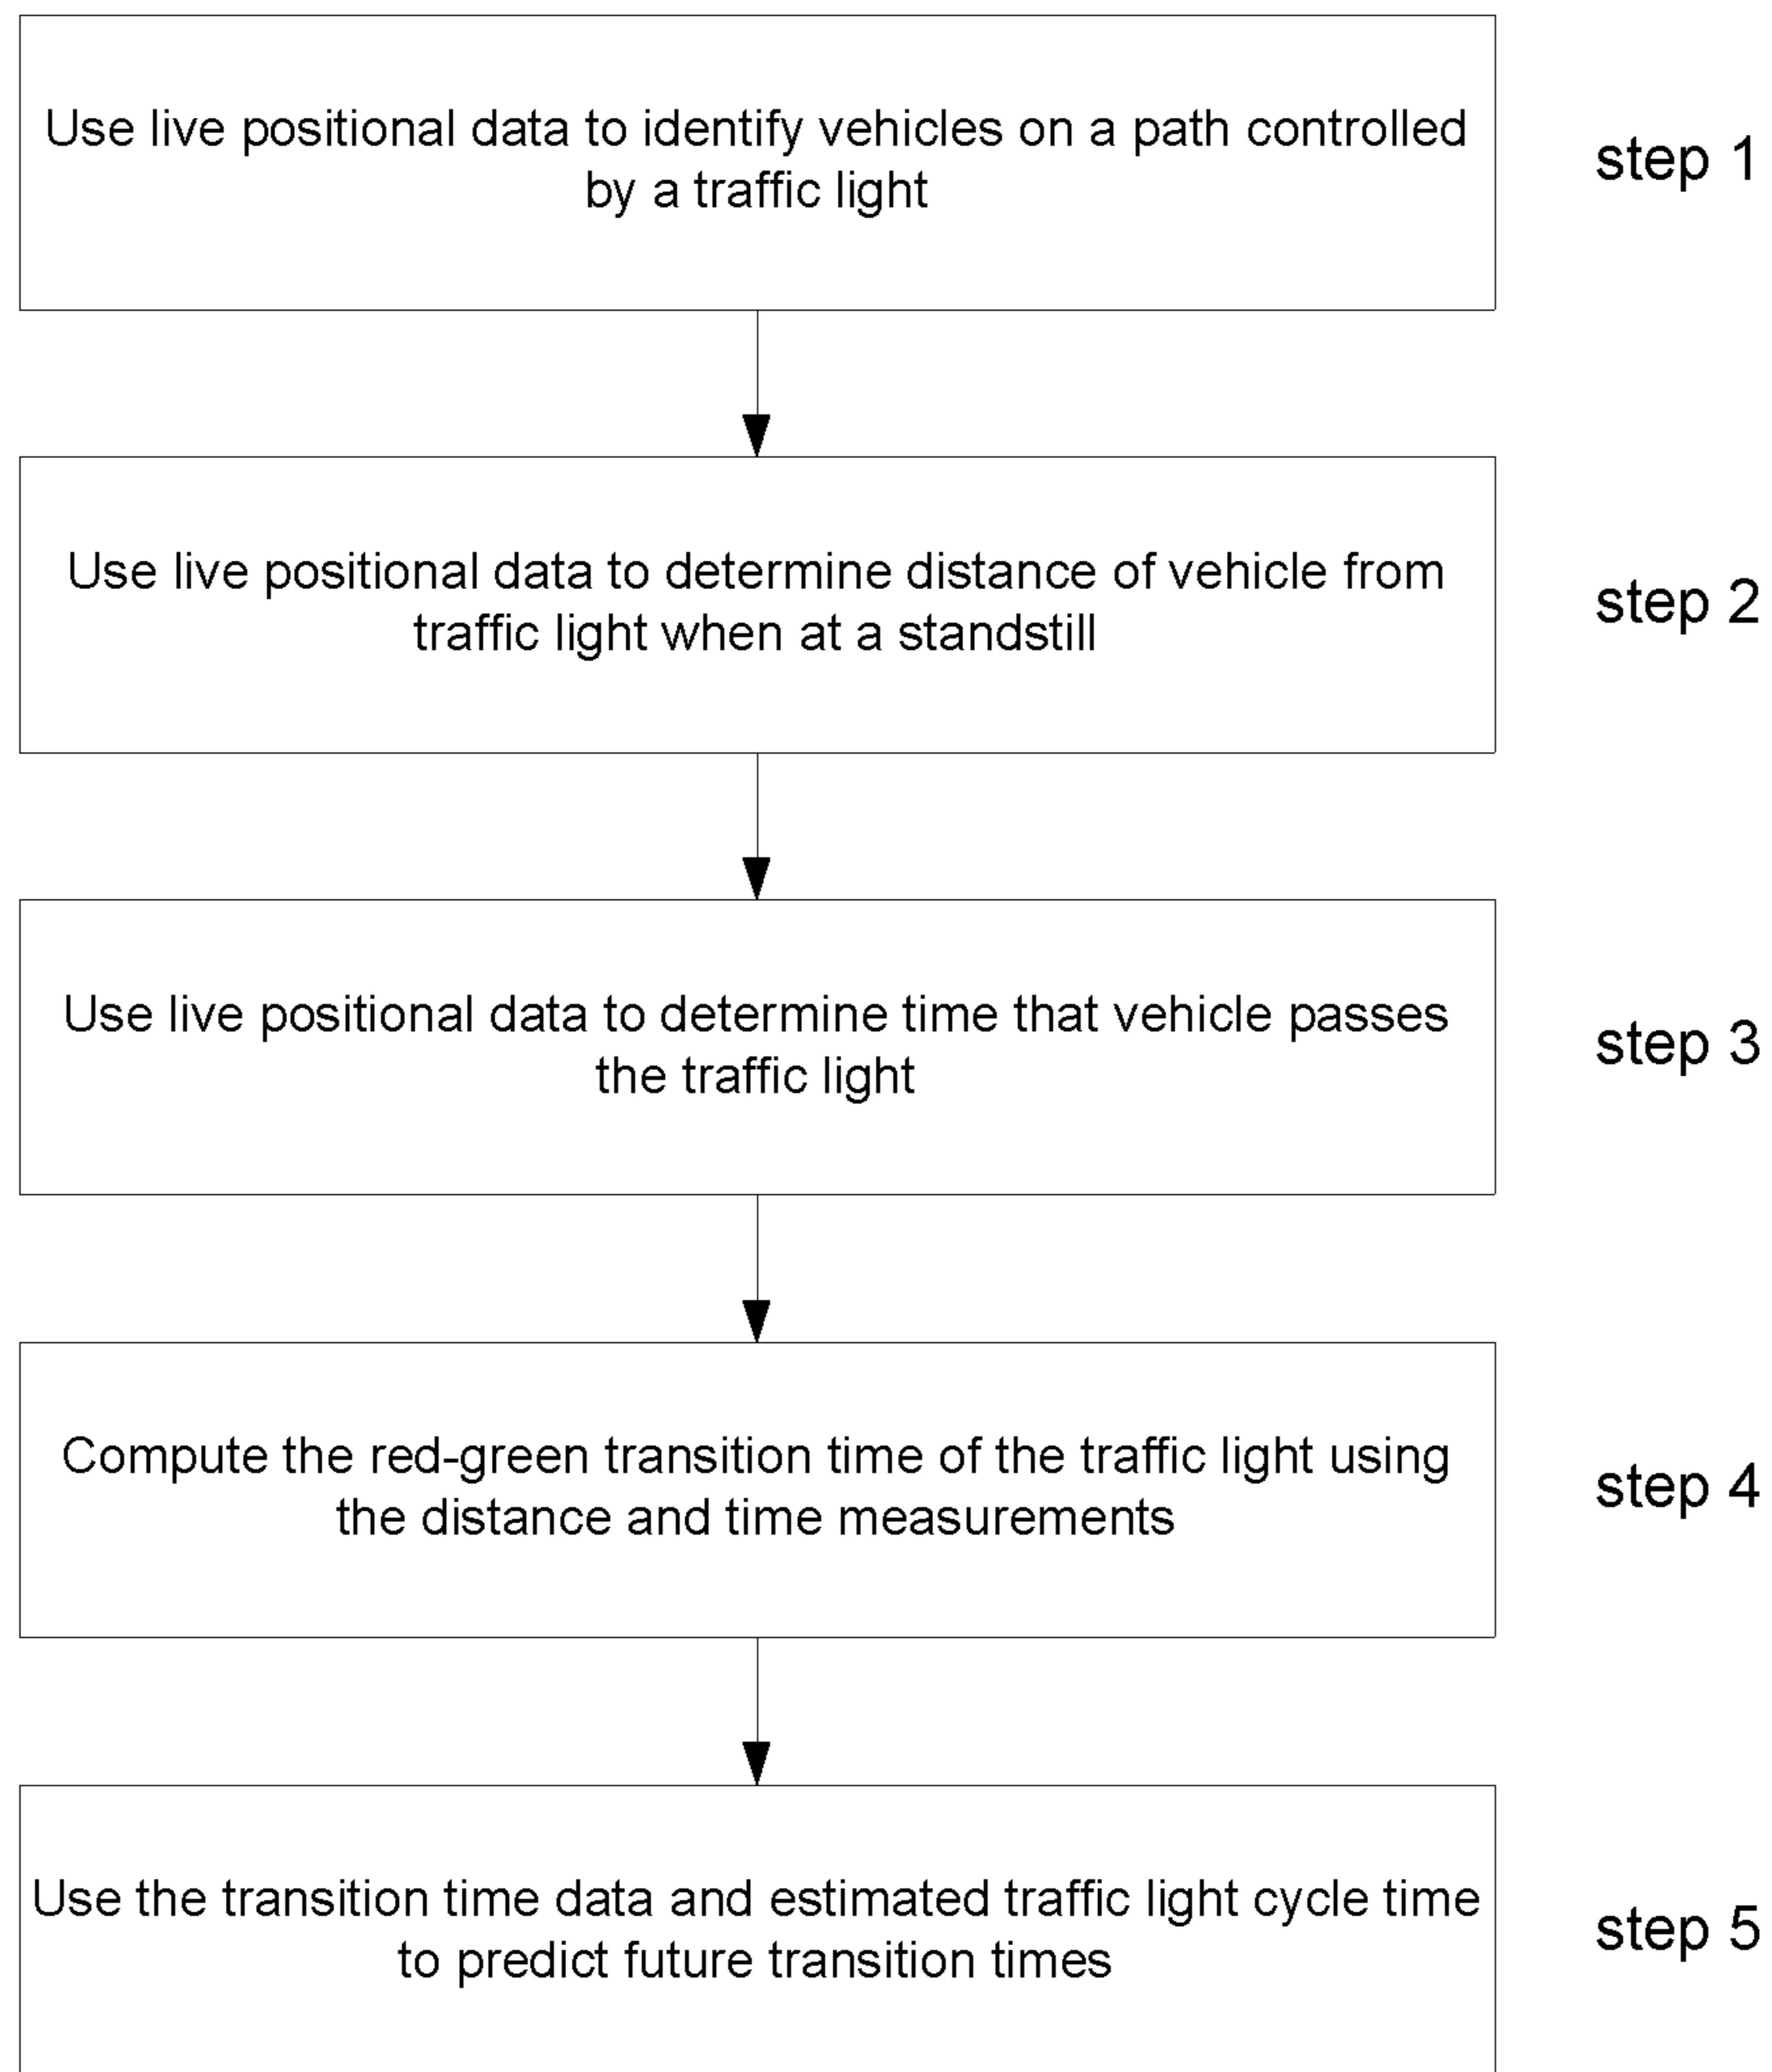 Use live positional data to identify vehicles on a path controlled
by a traffic light
step 1
Use live positional data to determine distance of vehicle from
traffic light when at a standstill
step 2
Use live positional data to determine time that vehicle passes
the traffic light
step 3
Compute the red-green transition time of the traffic light using
the distance and time measurements
step 4
Use the transition time data and estimated traffic light cycle time
to predict future transition times
step 5